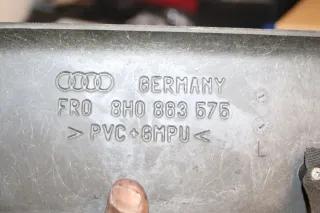 GERMANY
FRO 8H0 863 575
> PVC+GMPU <
L